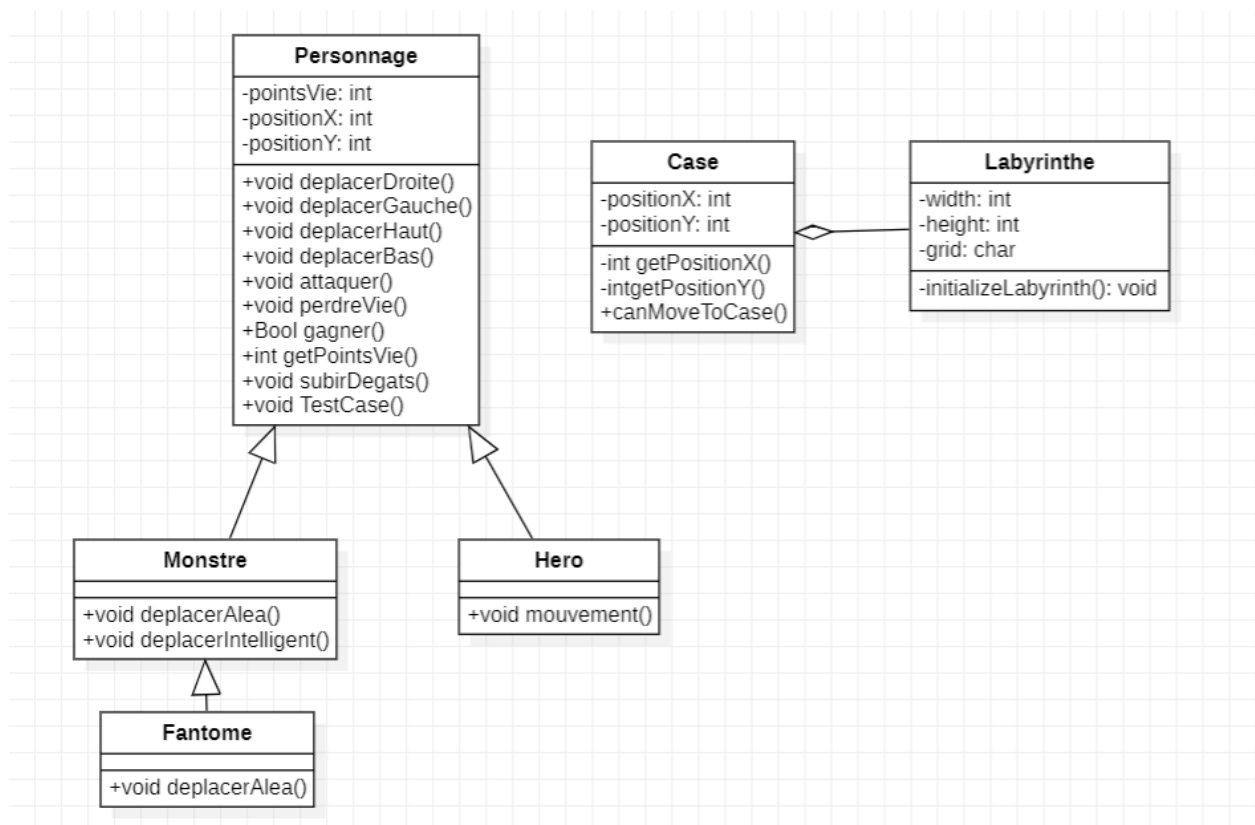 Personnage
-pointsVie: int
-positionX: int
-positionY: int
+void deplacerDroite()
+void deplacerGauche()
+void deplacerHaut()
+void deplacerBas()
+void attaquer()
+void perdreVie()
+Bool gagner()
+int getPointsVie()
+void subirDegats()
+void TestCase()
Case
-positionX: int
-positionY: int
-int getPositionX()
-intgetPositionY()
+canMoveToCase()
Labyrinthe
-width: int
-height: int
-grid: char
-initializeLabyrinth(): void
Monstre
+void deplacerAlea()
+void deplacerIntelligent()
Hero
+void mouvement()
Fantome
+void deplacerAlea()